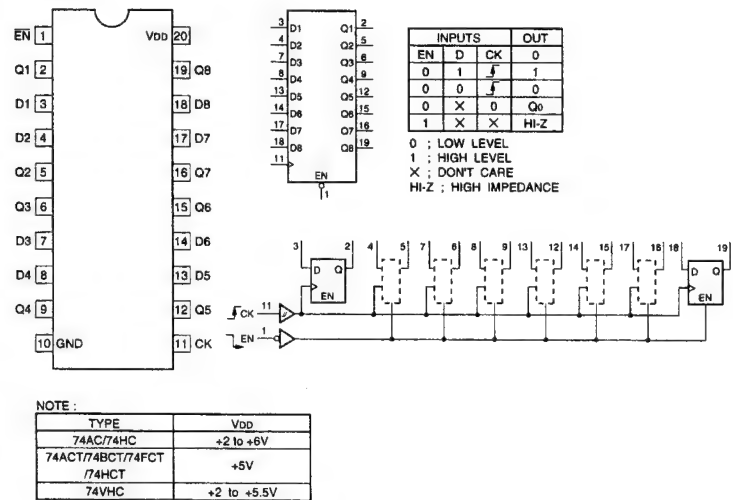 EN 1 VDD 20
Q1 2 19 Q8
D1 3 18 D8
D2 4 17 D7
Q2 5 16 Q7
Q3 6 15 Q6
D3 7 14 D6
D4 8 13 D5
Q4 9 12 Q5
10 GND 11 CK
3 D1 Q1 2
4 D2 Q2 5
7 D3 Q3 6
8 D4 Q4 9
13 D5 Q5 12
14 D6 Q6 15
17 D7 Q7 16
18 D8 Q8 19
11
EN
1
INPUTS OUT
EN D CK 0
0 1 1
0 0 0
0 X 0 Q0
1 X X HI-Z
0 ; LOW LEVEL
1 ; HIGH LEVEL
X ; DON'T CARE
HI-Z ; HIGH IMPEDANCE
3 2 4 5 7 6 8 9 13 12 14 15 17 16 18 19
D Q
EN
D Q
EN
CK 11
EN 1
NOTE :
TYPE VDD
74AC/74HC +2 to +6V
74ACT/74BCT/74FCT
/74HCT +5V
74VHC +2 to +5.5V